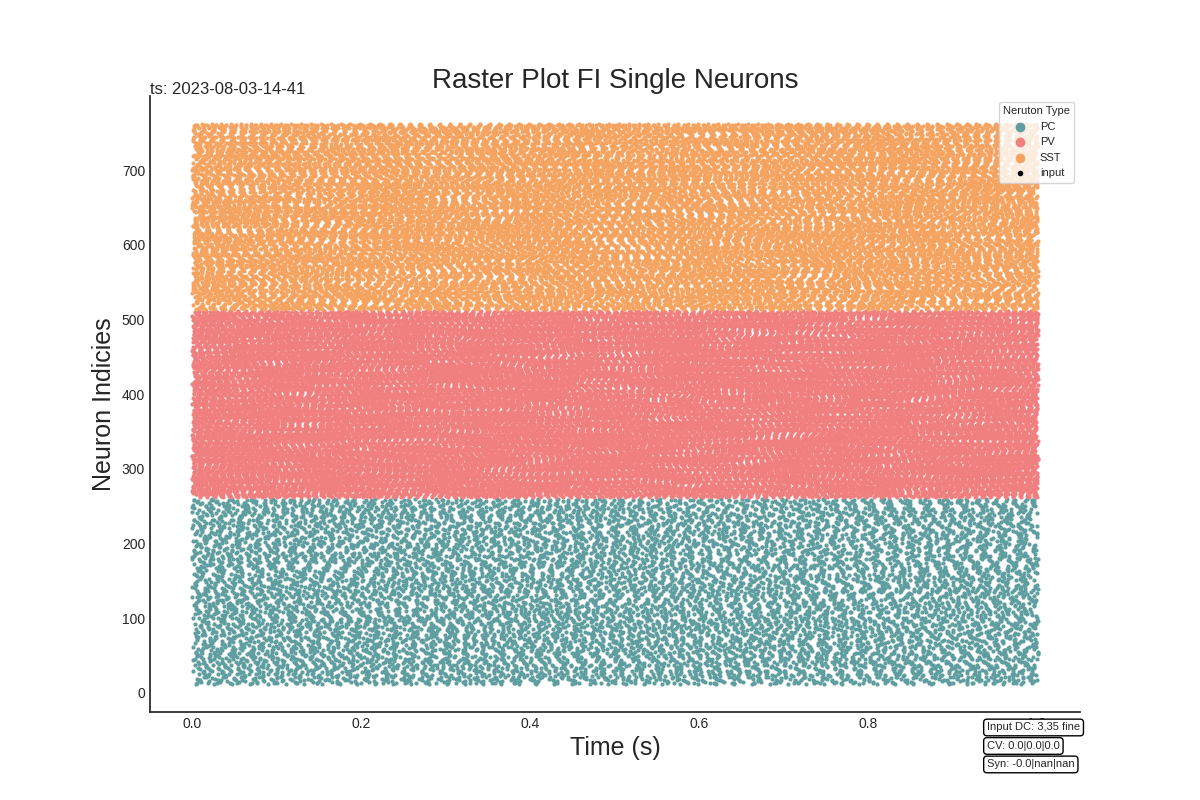 Raster Plot FI Single Neurons
ts: 2023-08-03-14-41
Neruton Type
PC
PV
SST
input
Neuron Indicies
700
600
500
400
300
200
100
0
0.0
0.2
0.4
0.6
0.8
Time (s)
Input DC: 3,35 fine
CV: 0.0|0.0|0.0
Syn: -0.0|nan|nan